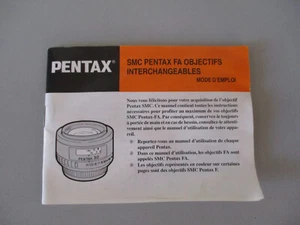 PENTAX®
SMC PENTAX FA OBJECTIFS
INTERCHANGEABLES
MODE D'EMPLOI
Nous vous félicitons pour votre acquisition de l'objectif
Pentax SMC. Ce manuel contient toutes les instructions
nécessaires pour profiter au maximum de vos objectifs
SMC Pentax FA. Par conséquent, conservez-le toujours
à portée de main et en cas de besoin, consultez-le attenti-
vement ainsi que le manuel d'utilisation de votre appa-
reil.
Reportez-vous au manuel d'utilisation de chaque
appareil Pentax.
Dans ce manuel d'utilisation, les objectifs FA sont
appelés SMC Pentax FA.
Les objectifs représentés en couleur sur certaines
pages sont des objectifs SMC Pentax F.